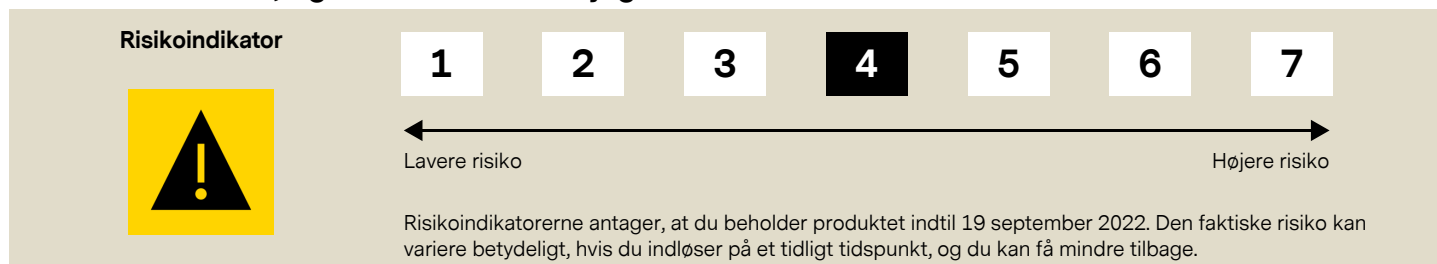 Risikoindikator
1 2 3 4 5 6 7
Lavere risiko Højere risiko
Risikoindikatorerne antager, at du beholder produktet indtil 19 september 2022. Den faktiske risiko kan
variere betydeligt, hvis du indløser på et tidligt tidspunkt, og du kan få mindre tilbage.